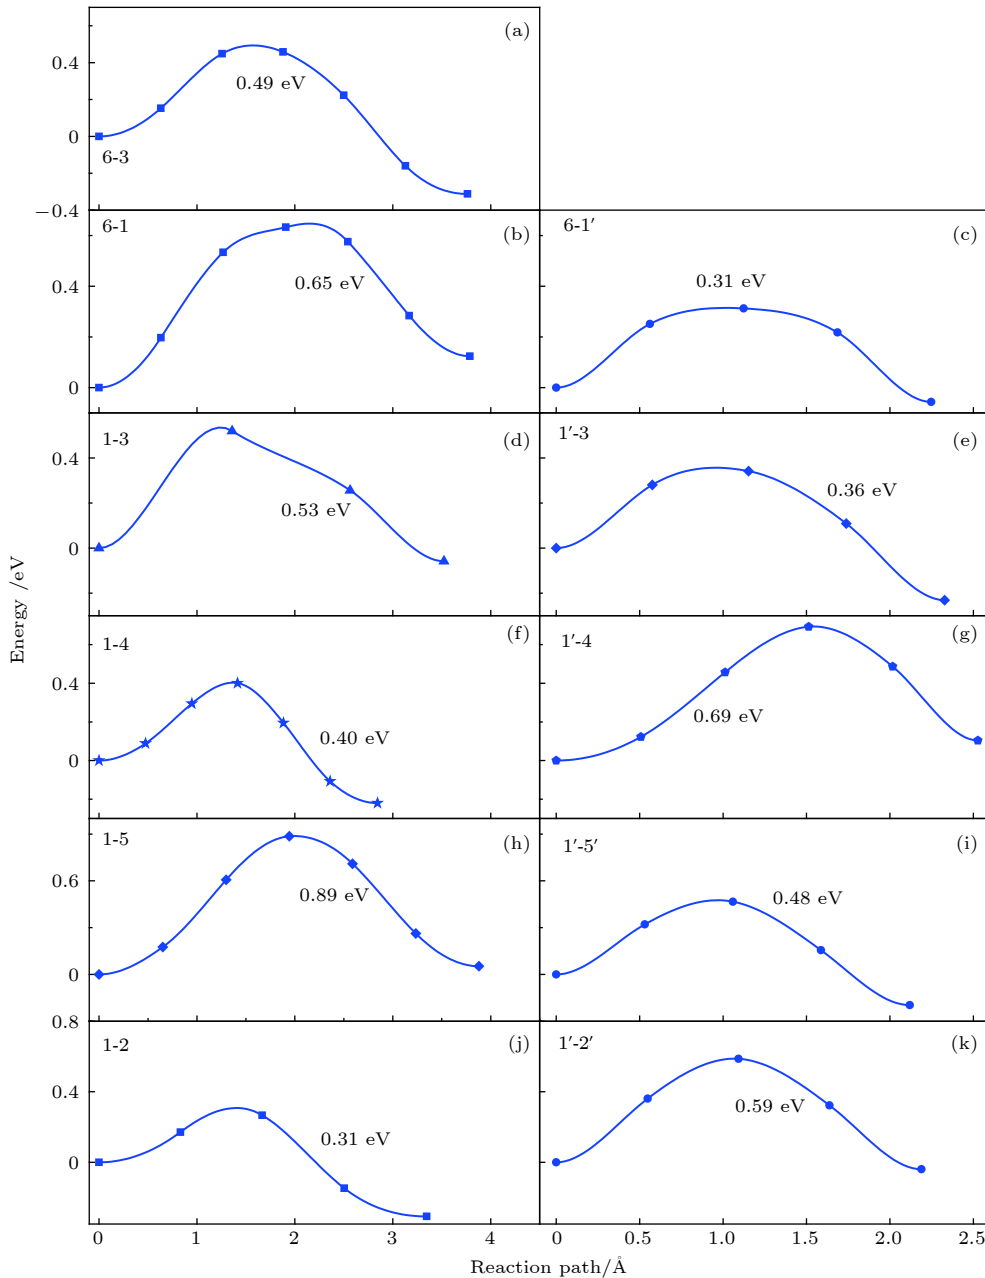 (a)
0.4
0.49 eV
0
6-3
−0.4
6-1
(b)
6-1′
(c)
0.4
0.65 eV
0.31 eV
0
1-3
(d)
1′-3
(e)
0.4
0.53 eV
0.36 eV
0
Energy /eV
1-4
(f)
1′-4
(g)
0.4
0.40 eV
0.69 eV
0
1-5
(h)
1′-5′
(i)
0.6
0.89 eV
0.48 eV
0
0.8
1-2
(j)
1′-2′
(k)
0.4
0.31 eV
0.59 eV
0
0 1 2 3 4
0 0.5 1.0 1.5 2.0 2.5
Reaction path/Å